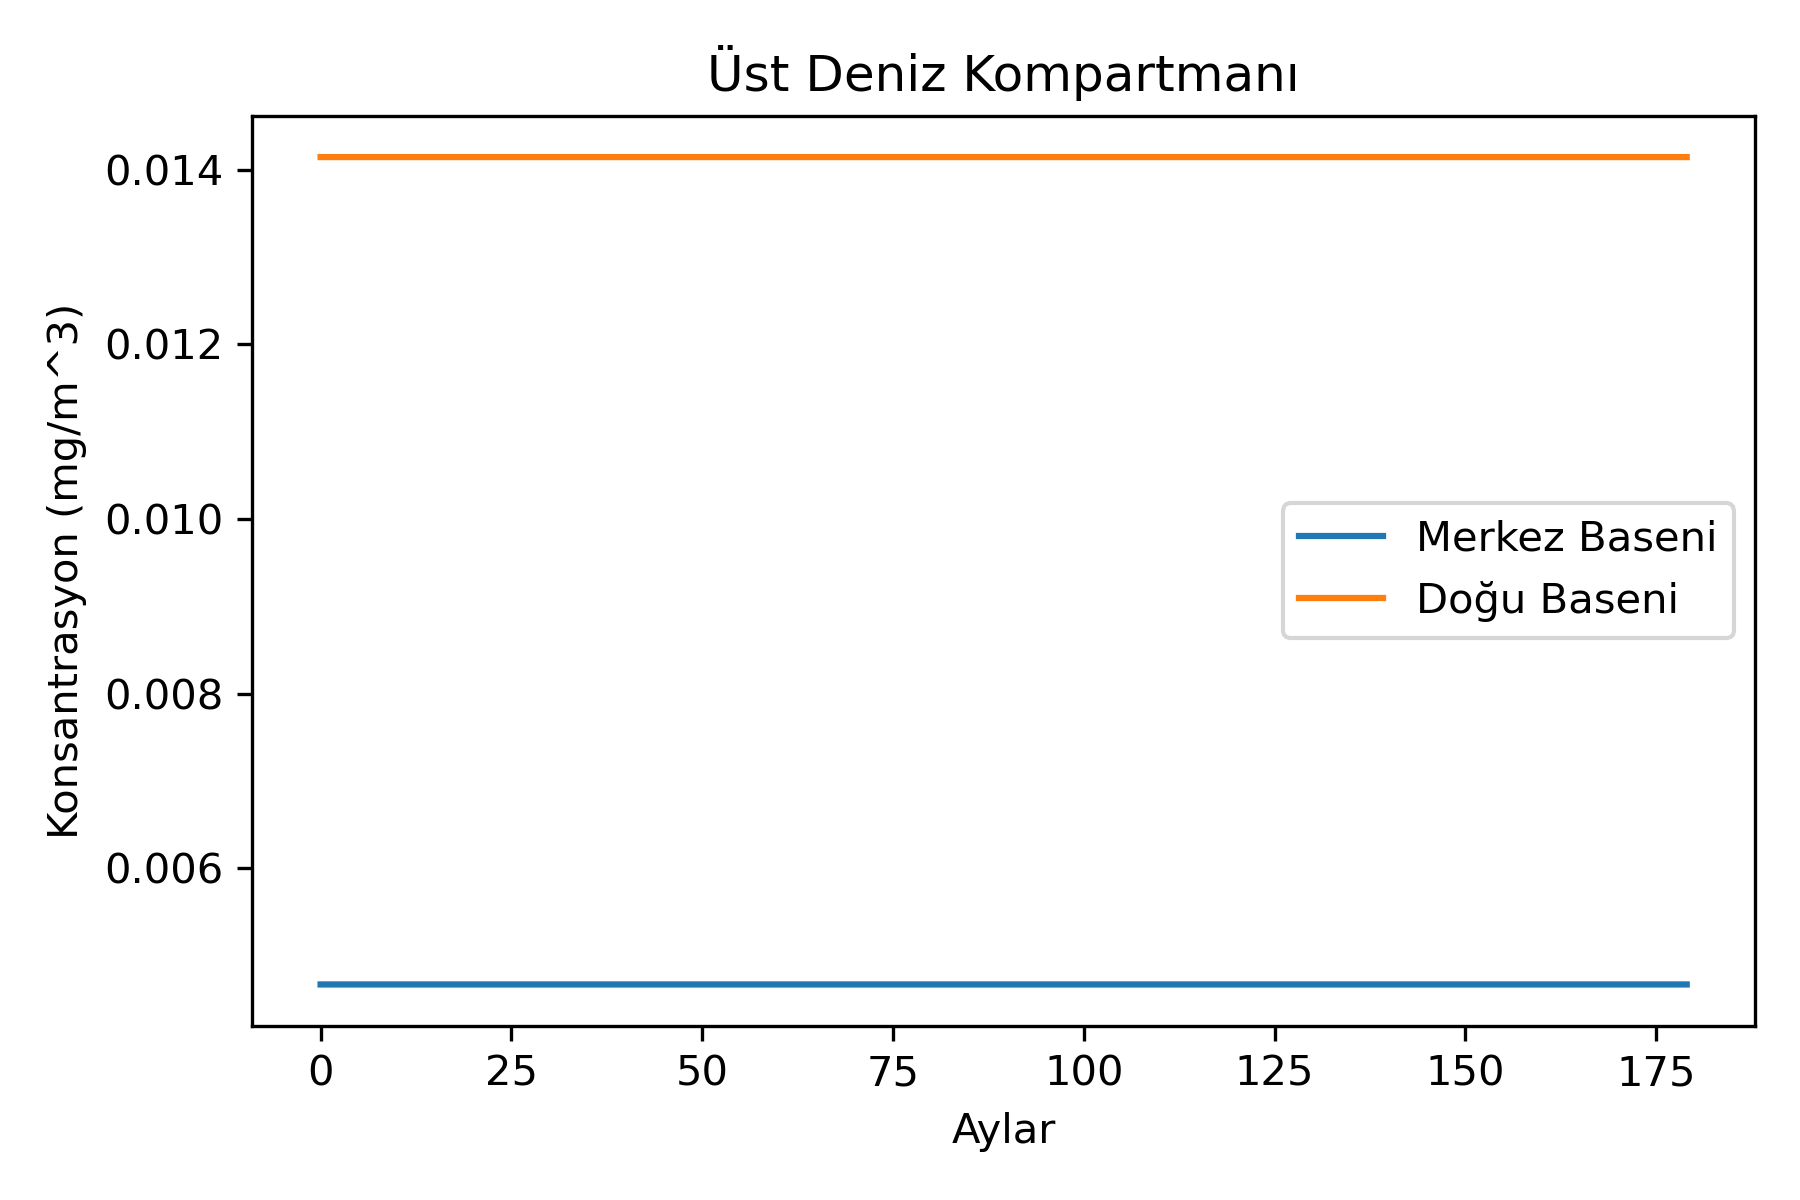 Üst Deniz Kompartmanı
Konsantrasyon (mg/m^3)
0.014
0.012
0.010
0.008
0.006
Merkez Baseni
Doğu Baseni
0 25 50 75 100 125 150 175
Aylar